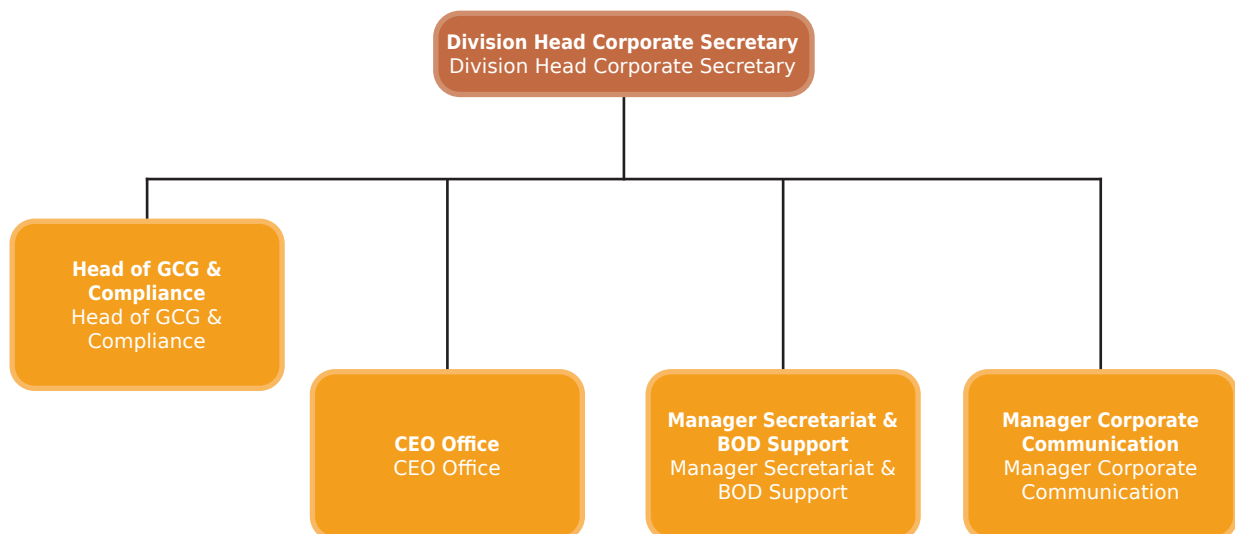 Division Head Corporate Secretary
Division Head Corporate Secretary
Head of GCG &
Compliance
Head of GCG &
Compliance
CEO Office
CEO Office
Manager Secretariat &
BOD Support
Manager Secretariat &
BOD Support
Manager Corporate
Communication
Manager Corporate
Communication